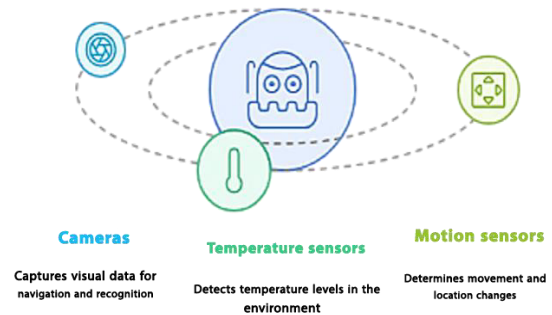 Cameras
Captures visual data for
navigation and recognition
Temperature sensors
Detects temperature levels in the
environment
Motion sensors
Determines movement and
location changes